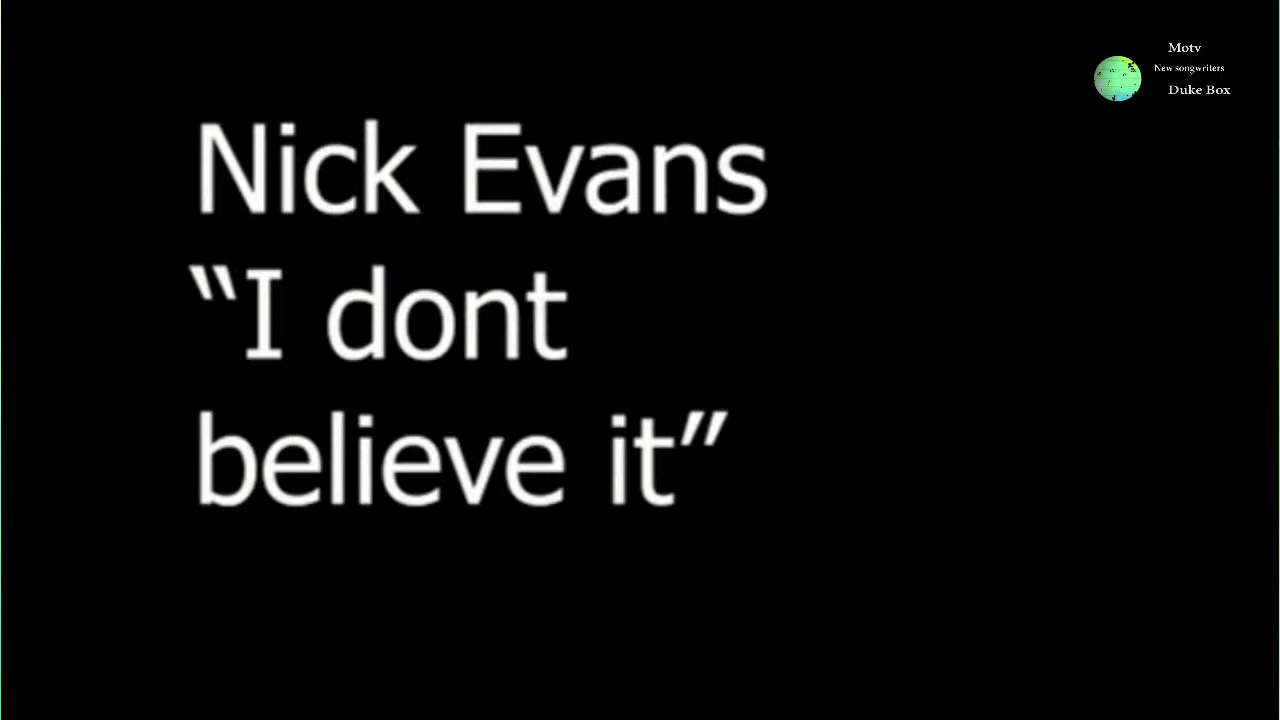 Motv
New songwriters
Duke Box
Nick Evans
“I dont
believe it”